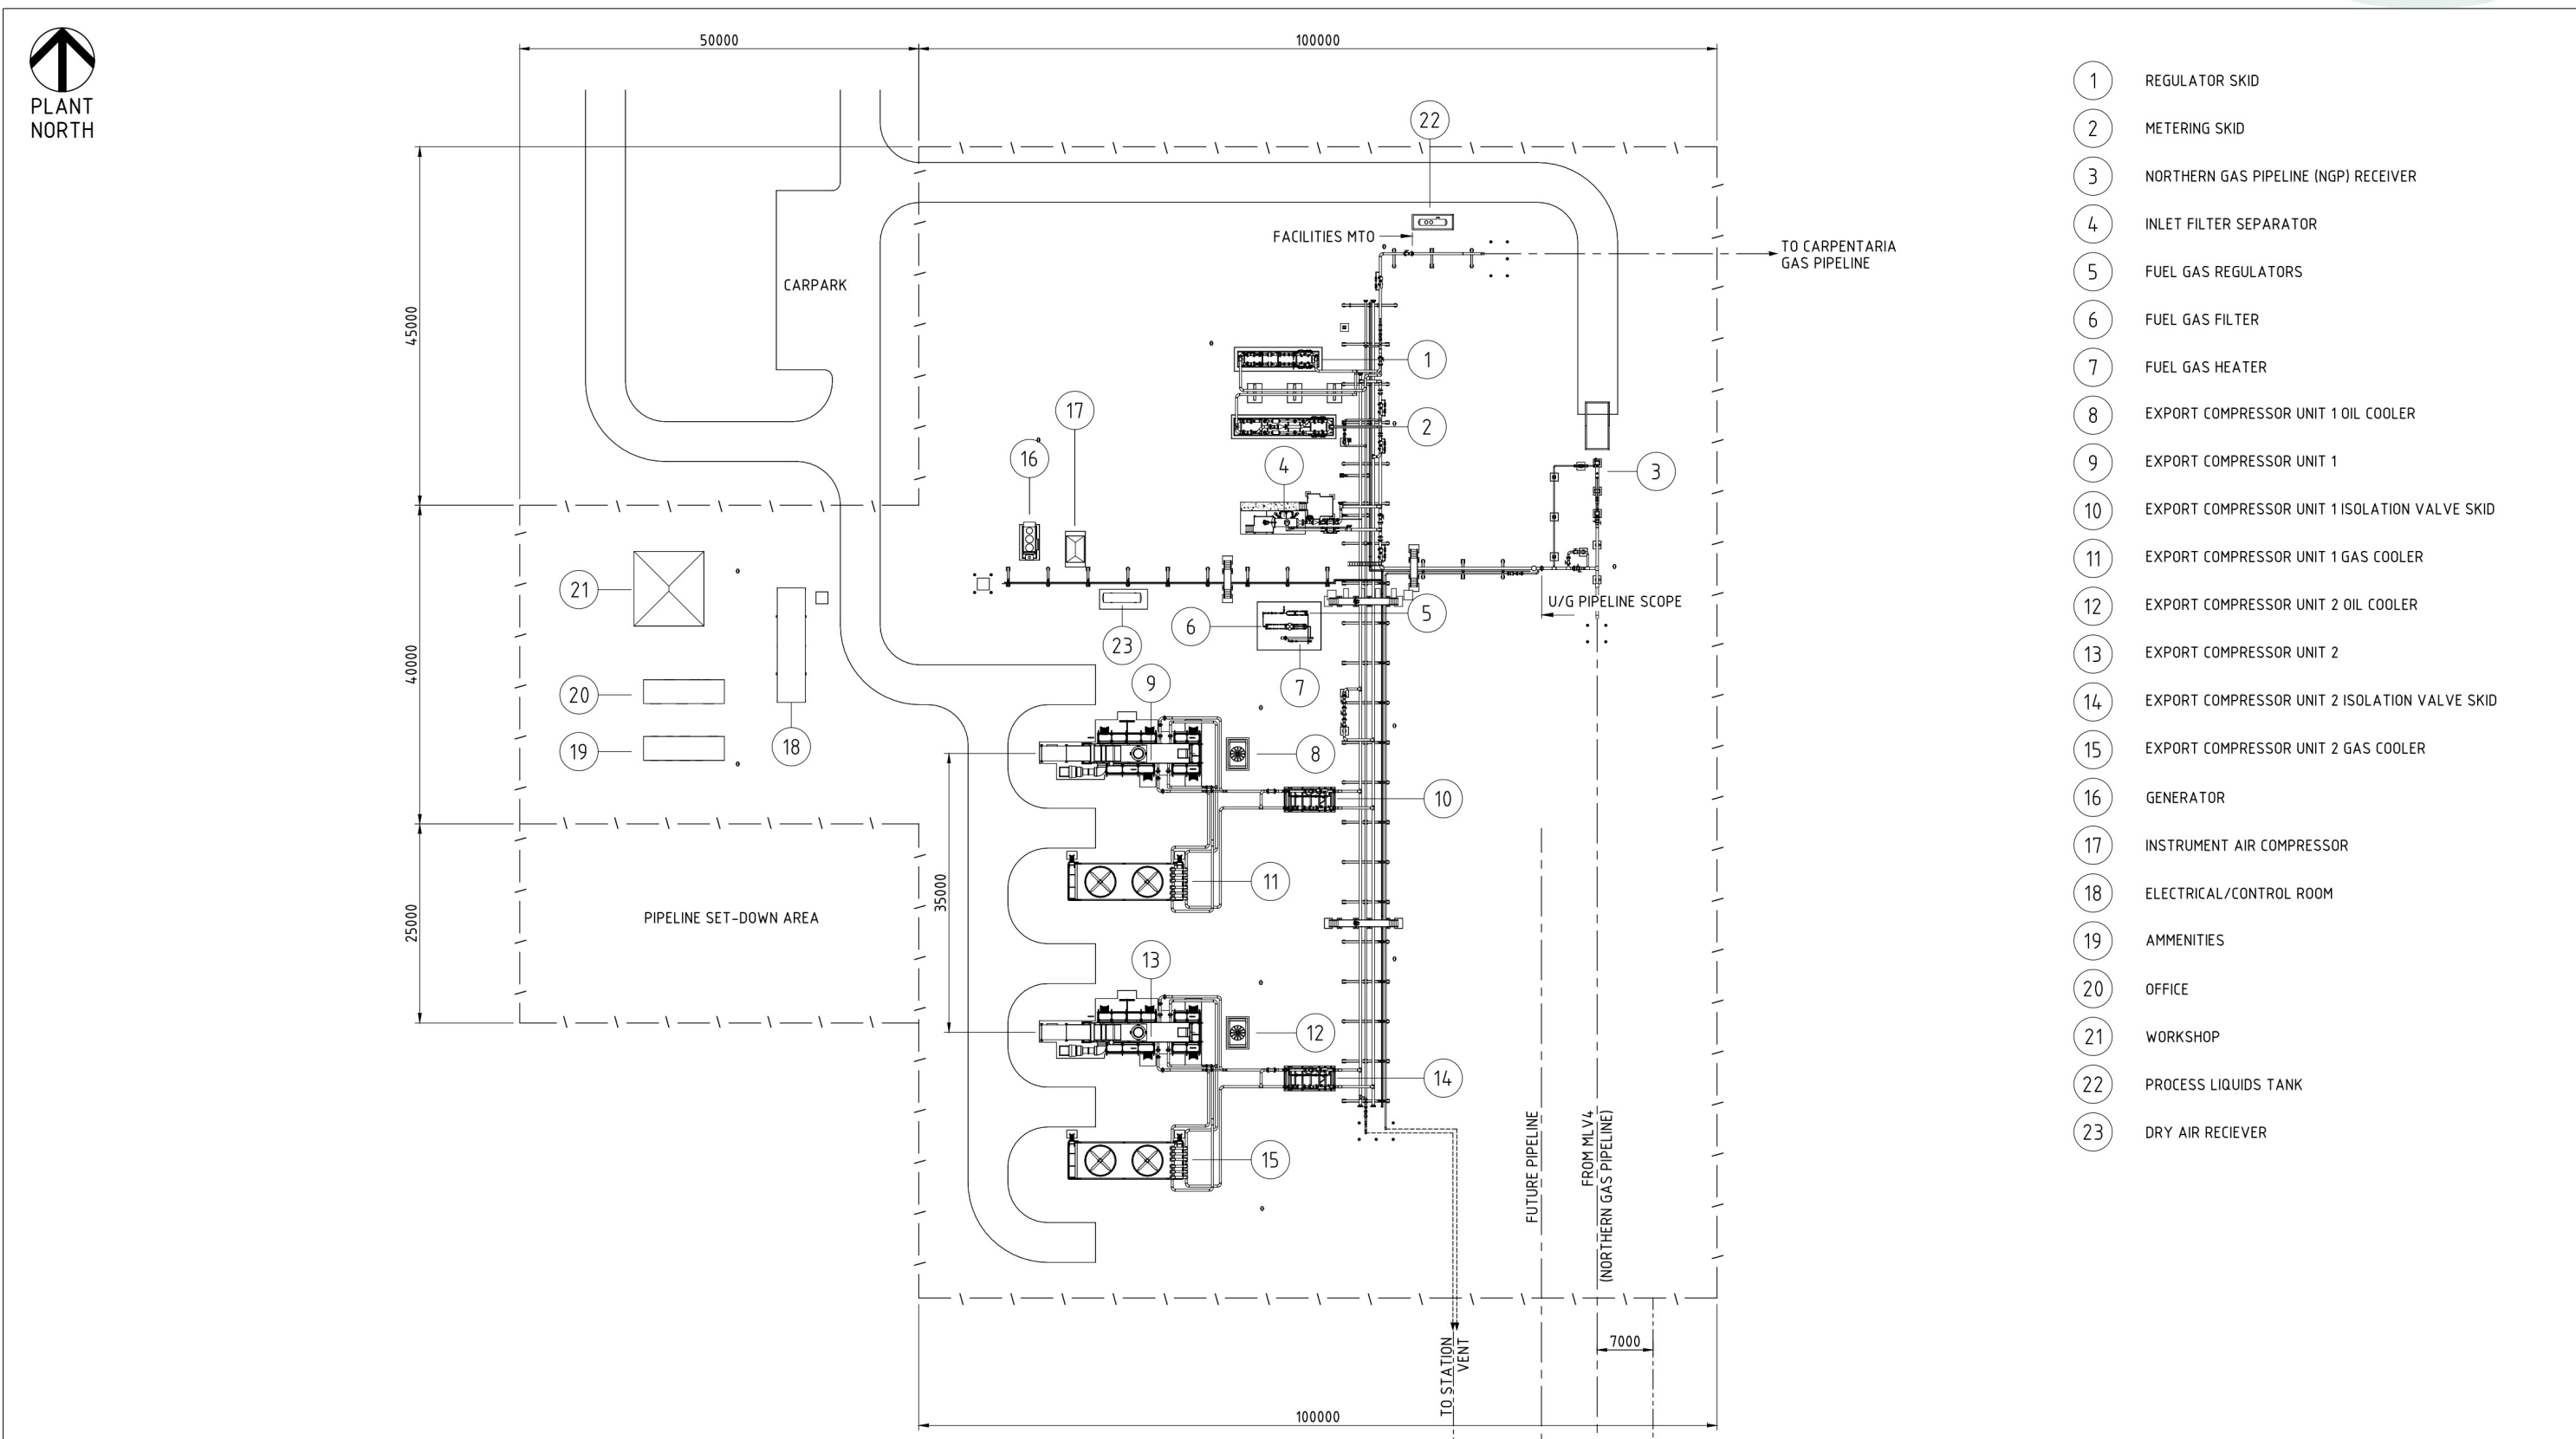 PLANT
NORTH
50000
100000
22
FACILITIES MTO
TO CARPENTARIA
GAS PIPELINE
CARPARK
45000
1
17
2
16
4
3
21
5
U/G PIPELINE SCOPE
6
23
40000
20
9
7
19
18
8
10
11
35000
25000
PIPELINE SET-DOWN AREA
13
12
14
15
FUTURE PIPELINE
FROM MLV4
(NORTHERN GAS PIPELINE)
TO STATION
VENT
7000
100000
1 REGULATOR SKID
2 METERING SKID
3 NORTHERN GAS PIPELINE (NGP) RECEIVER
4 INLET FILTER SEPARATOR
5 FUEL GAS REGULATORS
6 FUEL GAS FILTER
7 FUEL GAS HEATER
8 EXPORT COMPRESSOR UNIT 1 OIL COOLER
9 EXPORT COMPRESSOR UNIT 1
10 EXPORT COMPRESSOR UNIT 1 ISOLATION VALVE SKID
11 EXPORT COMPRESSOR UNIT 1 GAS COOLER
12 EXPORT COMPRESSOR UNIT 2 OIL COOLER
13 EXPORT COMPRESSOR UNIT 2
14 EXPORT COMPRESSOR UNIT 2 ISOLATION VALVE SKID
15 EXPORT COMPRESSOR UNIT 2 GAS COOLER
16 GENERATOR
17 INSTRUMENT AIR COMPRESSOR
18 ELECTRICAL/CONTROL ROOM
19 AMMENITIES
20 OFFICE
21 WORKSHOP
22 PROCESS LIQUIDS TANK
23 DRY AIR RECIEVER